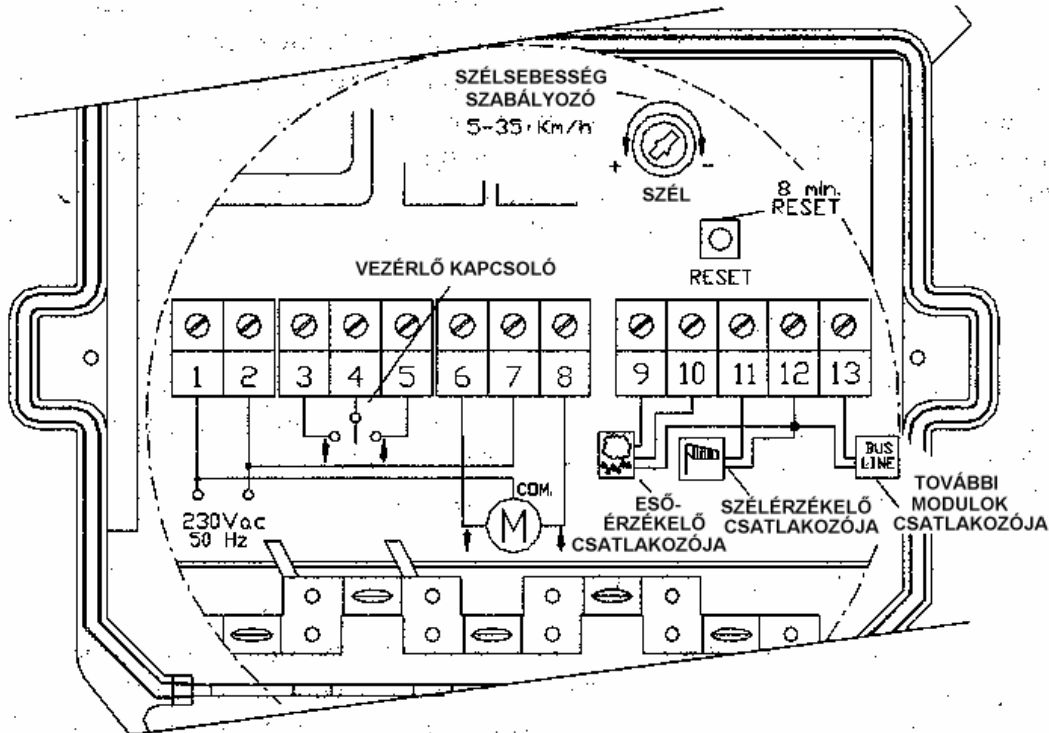 SZÉLSEBESSÉG
SZABÁLYOZÓ
5-35 Km/h
+
-
SZÉL
8 min.
RESET
RESET
VEZÉRLŐ KAPCSOLÓ
1 2 3 4 5 6 7 8 9 10 11 12 13
230Vac
50 Hz
COM.
M
ESŐ-
ÉRZÉKELŐ
CSATLAKOZÓJA
SZÉLÉRZÉKELŐ
CSATLAKOZÓJA
BUS
LINE
TOVÁBBI
MODULOK
CSATLAKOZÓJA